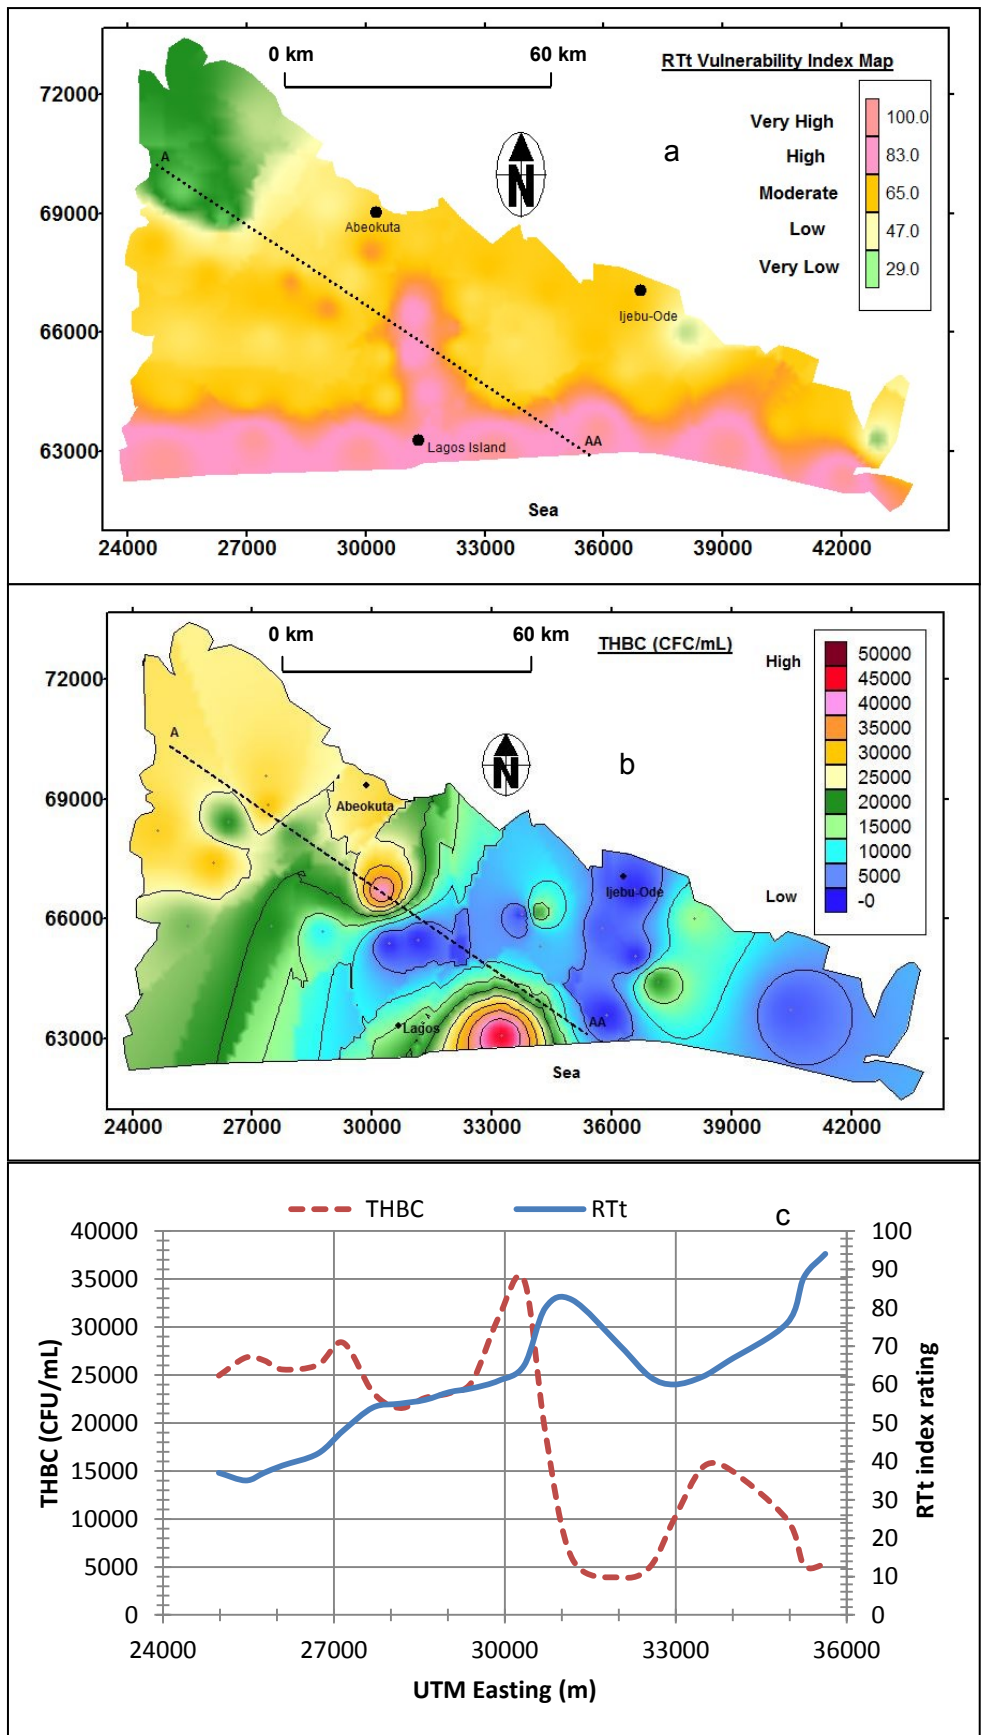 0 km 60 km
RTt Vulnerability Index Map
72000
Very High 100.0
a
High 83.0
A
N
Moderate 65.0
69000
Abeokuta
Low 47.0
Very Low 29.0
Ijebu-Ode
66000
AA
63000
Lagos Island
Sea
24000 27000 30000 33000 36000 39000 42000
0 km 60 km
THBC (CFC/mL)
High
50000
45000
40000
35000
30000
25000
20000
15000
10000
5000
-0
Low
72000
A
b
N
69000
Abeokuta
Ijebu-Ode
66000
AA
Lagos
63000
Sea
24000 27000 30000 33000 36000 39000 42000
THBC RTt c
40000
35000
30000
25000
20000
15000
10000
5000
0
THBC (CFU/mL)
100
90
80
70
60
50
40
30
20
10
0
RTt index rating
24000 27000 30000 33000 36000
UTM Easting (m)